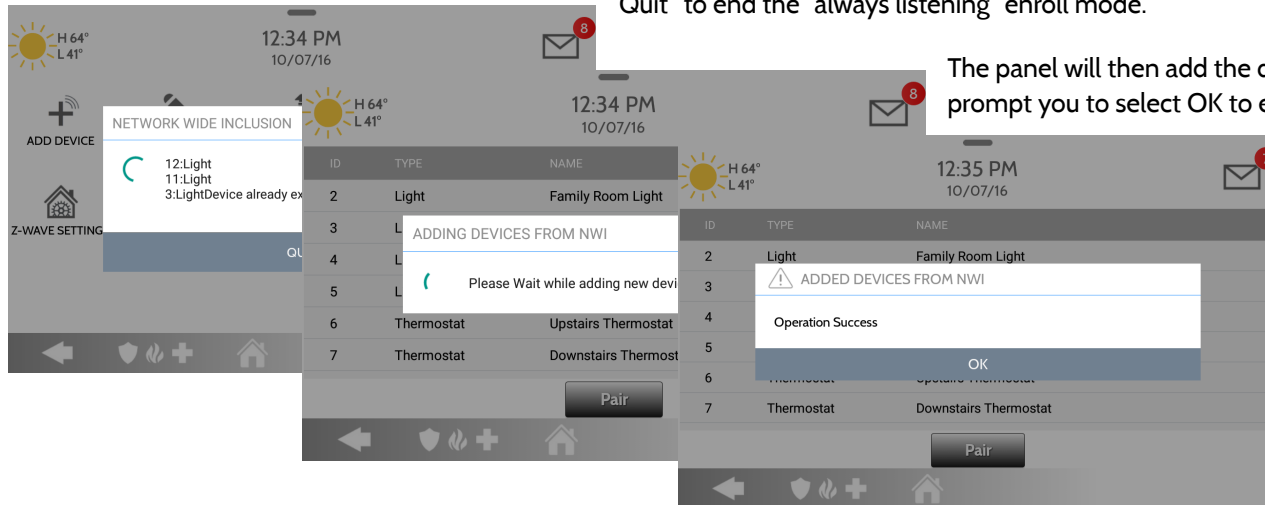 Quit" to end the "always listening" enroll mode.
The panel will then add the
prompt you to select OK to
H 64°
L 41°
12:34 PM
10/07/16
8
ADD DEVICE
Z-WAVE SETTING
NETWORK WIDE INCLUSION
12:Light
11:Light
3:LightDevice already ex
QU
H 64°
L 41°
12:34 PM
10/07/16
8
ID TYPE NAME
2 Light Family Room Light
3 L
4 L
5 L
6 Thermostat Upstairs Thermostat
7 Thermostat Downstairs Thermost
ADDING DEVICES FROM NWI
Please Wait while adding new devi
Pair
H 64°
L 41°
12:35 PM
10/07/16
ID TYPE NAME
2 Light Family Room Light
3
4
5
6 Thermostat Upstairs Thermostat
7 Thermostat Downstairs Thermostat
ADDED DEVICES FROM NWI
Operation Success
OK
Pair